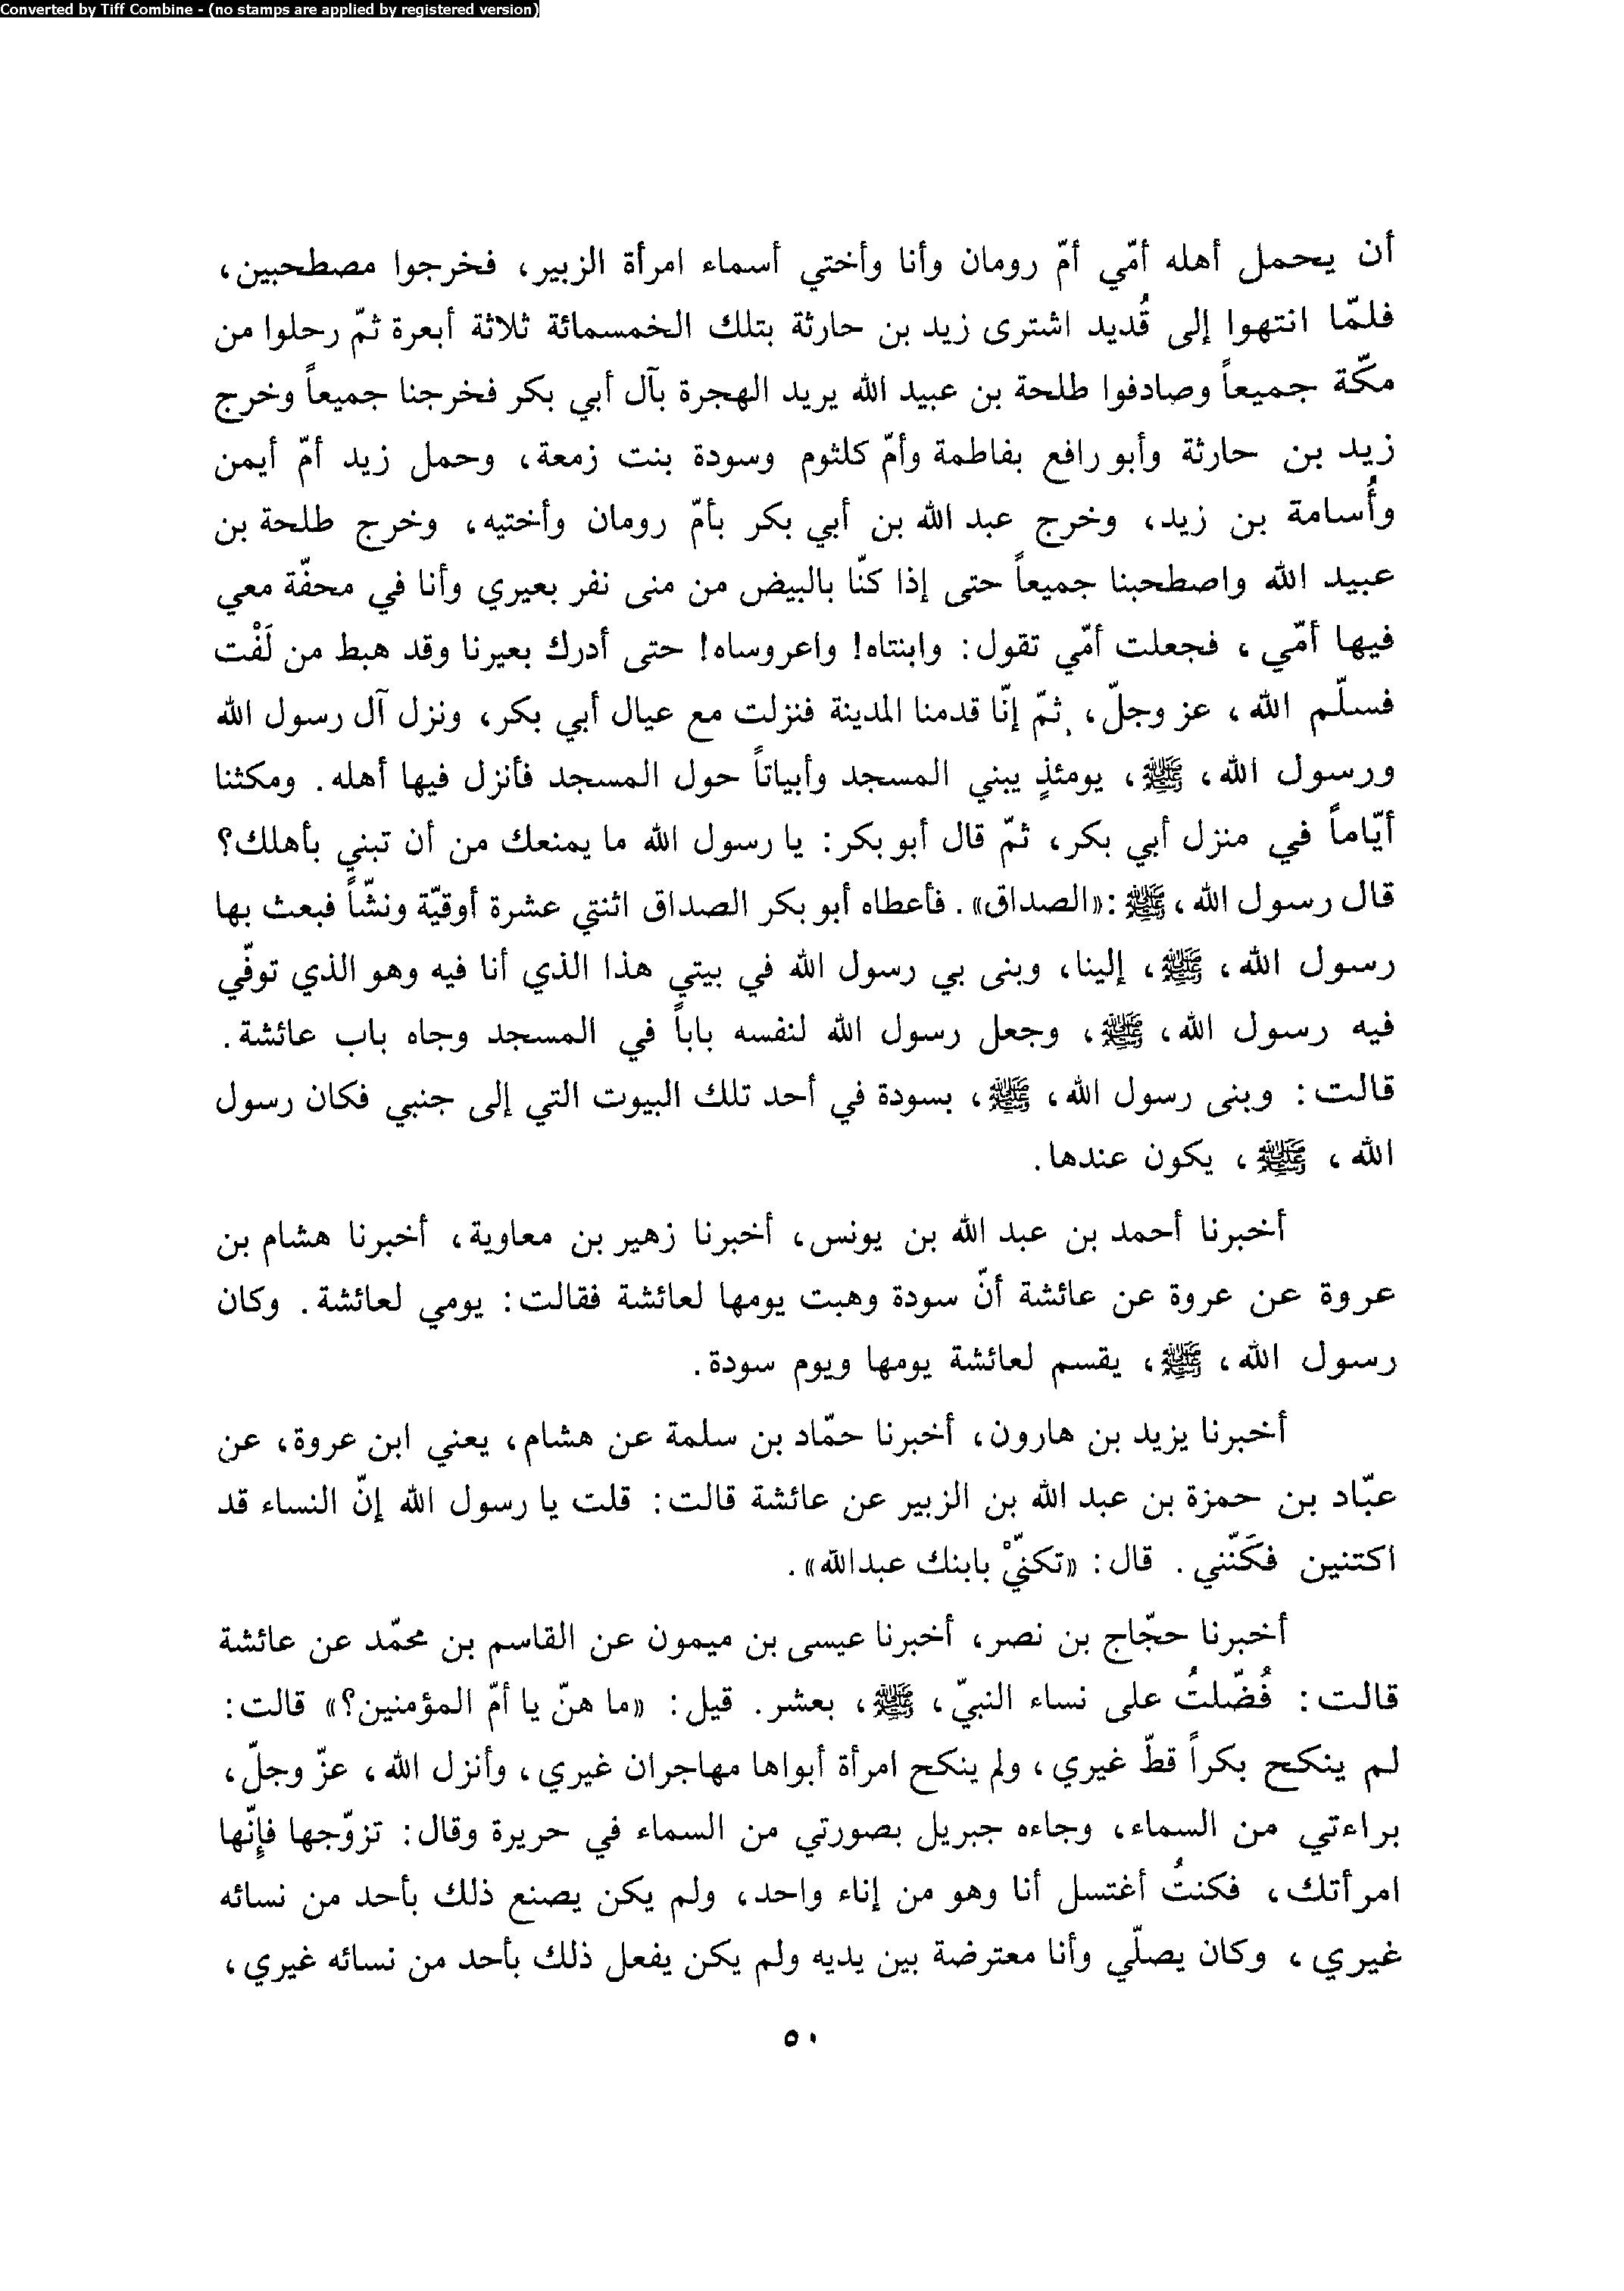 Converted by Tiff Combine - (no stamps are applied by registered version)
أن يحمل أهله أمّي أمّ رومان وأنا وأختي أسماء امرأة الزبير، فخرجوا مصطحبين،
فلمّا انتهوا إلى قُديد اشترى زيد بن حارثة بتلك الخمسمائة ثلاثة أبعرة ثمّ رحلوا من
مكّة جميعاً وصادفوا طلحة بن عبيد الله يريد الهجرة بآل أبي بكر فخرجنا جميعاً وخرج
زيد بن حارثة وأبو رافع بفاطمة وأمّ كلثوم وسودة بنت زمعة، وحمل زيد أمّ أيمن
وأُسامة بن زيد، وخرج عبد الله بن أبي بكر بأمّ رومان وأختيه، وخرج طلحة بن
عبيد الله واصطحبنا جميعاً حتى إذا كنّا بالبيض من منى نفر بعيري وأنا في محفّة معي
فيها أمّي، فجعلت أمّي تقول: وابنتاه! واعروساه! حتى أدرك بعيرنا وقد هبط من لَفْت
فسلّم الله، عز وجلّ، ثمّ إنّا قدمنا المدينة فنزلت مع عيال أبي بكر، ونزل آل رسول الله
ورسول الله، ﷺ، يومئذٍ يبني المسجد وأبياتاً حول المسجد فأنزل فيها أهله. ومكثنا
أيّاماً في منزل أبي بكر، ثمّ قال أبو بكر: يا رسول الله ما يمنعك من أن تبني بأهلك؟
قال رسول الله، ﷺ: «الصداق». فأعطاه أبو بكر الصداق اثنتي عشرة أوقيّة ونشّاً فبعث بها
رسول الله، ﷺ، إلينا، وبنى بي رسول الله في بيتي هذا الذي أنا فيه وهو الذي توفّي
فيه رسول الله، ﷺ، وجعل رسول الله لنفسه باباً في المسجد وجاه باب عائشة.
قالت: وبنى رسول الله، ﷺ، بسودة في أحد تلك البيوت التي إلى جنبي فكان رسول
الله، ﷺ، يكون عندها.
أخبرنا أحمد بن عبد الله بن يونس، أخبرنا زهير بن معاوية، أخبرنا هشام بن
عروة عن عروة عن عائشة أنّ سودة وهبت يومها لعائشة فقالت: يومي لعائشة. وكان
رسول الله، ﷺ، يقسم لعائشة يومها ويوم سودة.
أخبرنا يزيد بن هارون، أخبرنا حمّاد بن سلمة عن هشام، يعني ابن عروة، عن
عبّاد بن حمزة بن عبد الله بن الزبير عن عائشة قالت: قلت يا رسول الله إنّ النساء قد
اكتنين فكَنّني. قال: «تكنيّْ بابنك عبدالله».
أخبرنا حجّاج بن نصر، أخبرنا عيسى بن ميمون عن القاسم بن محمّد عن عائشة
قالت: فُضّلتُ على نساء النبيّ، ﷺ، بعشر. قيل: «ما هنّ يا أمّ المؤمنين؟» قالت:
لم ينكح بكراً قطّ غيري، ولم ينكح امرأة أبواها مهاجران غيري، وأنزل الله، عزّ وجلّ،
براءتي من السماء، وجاءه جبريل بصورتي من السماء في حريرة وقال: تزوّجها فإنّها
امرأتك، فكنتُ أغتسل أنا وهو من إناء واحد، ولم يكن يصنع ذلك بأحد من نسائه
غيري، وكان يصلّي وأنا معترضة بين يديه ولم يكن يفعل ذلك بأحد من نسائه غيري،
٥٠